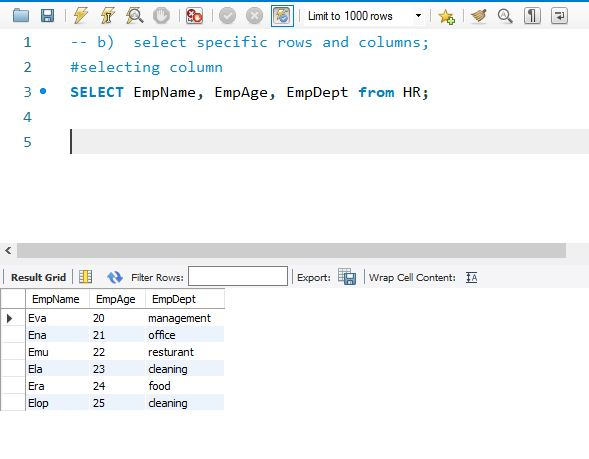 Limit to 1000 rows
1 -- b)  select specific rows and columns;
2 #selecting column
3 SELECT EmpName, EmpAge, EmpDept from HR;
4
5
Result Grid Filter Rows: Export: Wrap Cell Content:
EmpName EmpAge EmpDept
Eva 20 management
Ena 21 office
Emu 22 resturant
Ela 23 cleaning
Era 24 food
Elop 25 cleaning